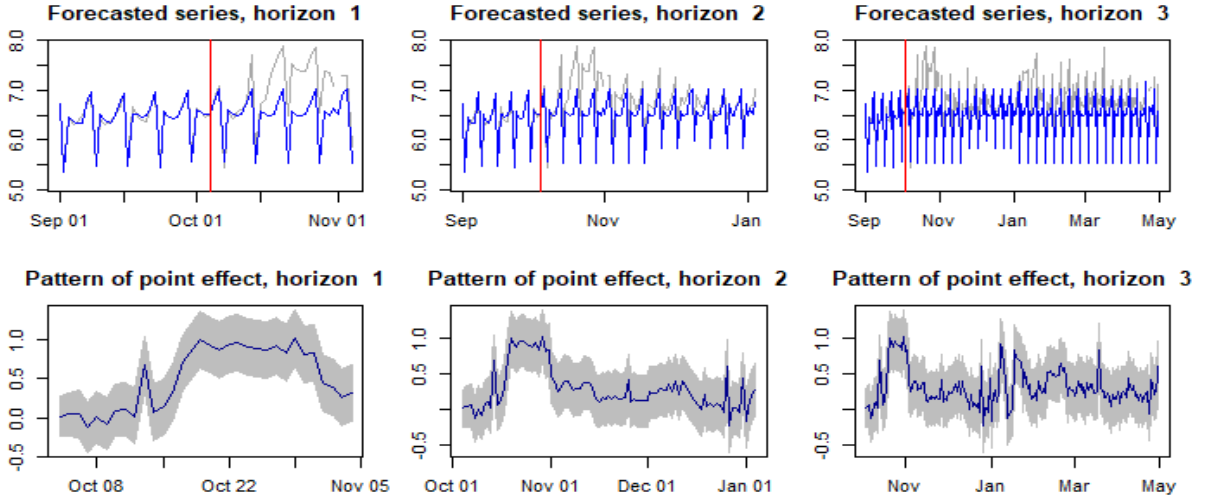 Forecasted series, horizon 1
8.0
7.0
6.0
5.0
Sep 01
Oct 01
Nov 01
Forecasted series, horizon 2
8.0
7.0
6.0
5.0
Sep
Nov
Jan
Forecasted series, horizon 3
8.0
7.0
6.0
5.0
Sep
Nov
Jan
Mar
May
Pattern of point effect, horizon 1
1.0
0.5
0.0
-0.5
Oct 08
Oct 22
Nov 05
Pattern of point effect, horizon 2
1.0
0.5
-0.5
Oct 01
Nov 01
Dec 01
Jan 01
Pattern of point effect, horizon 3
1.0
0.5
-0.5
Nov
Jan
Mar
May